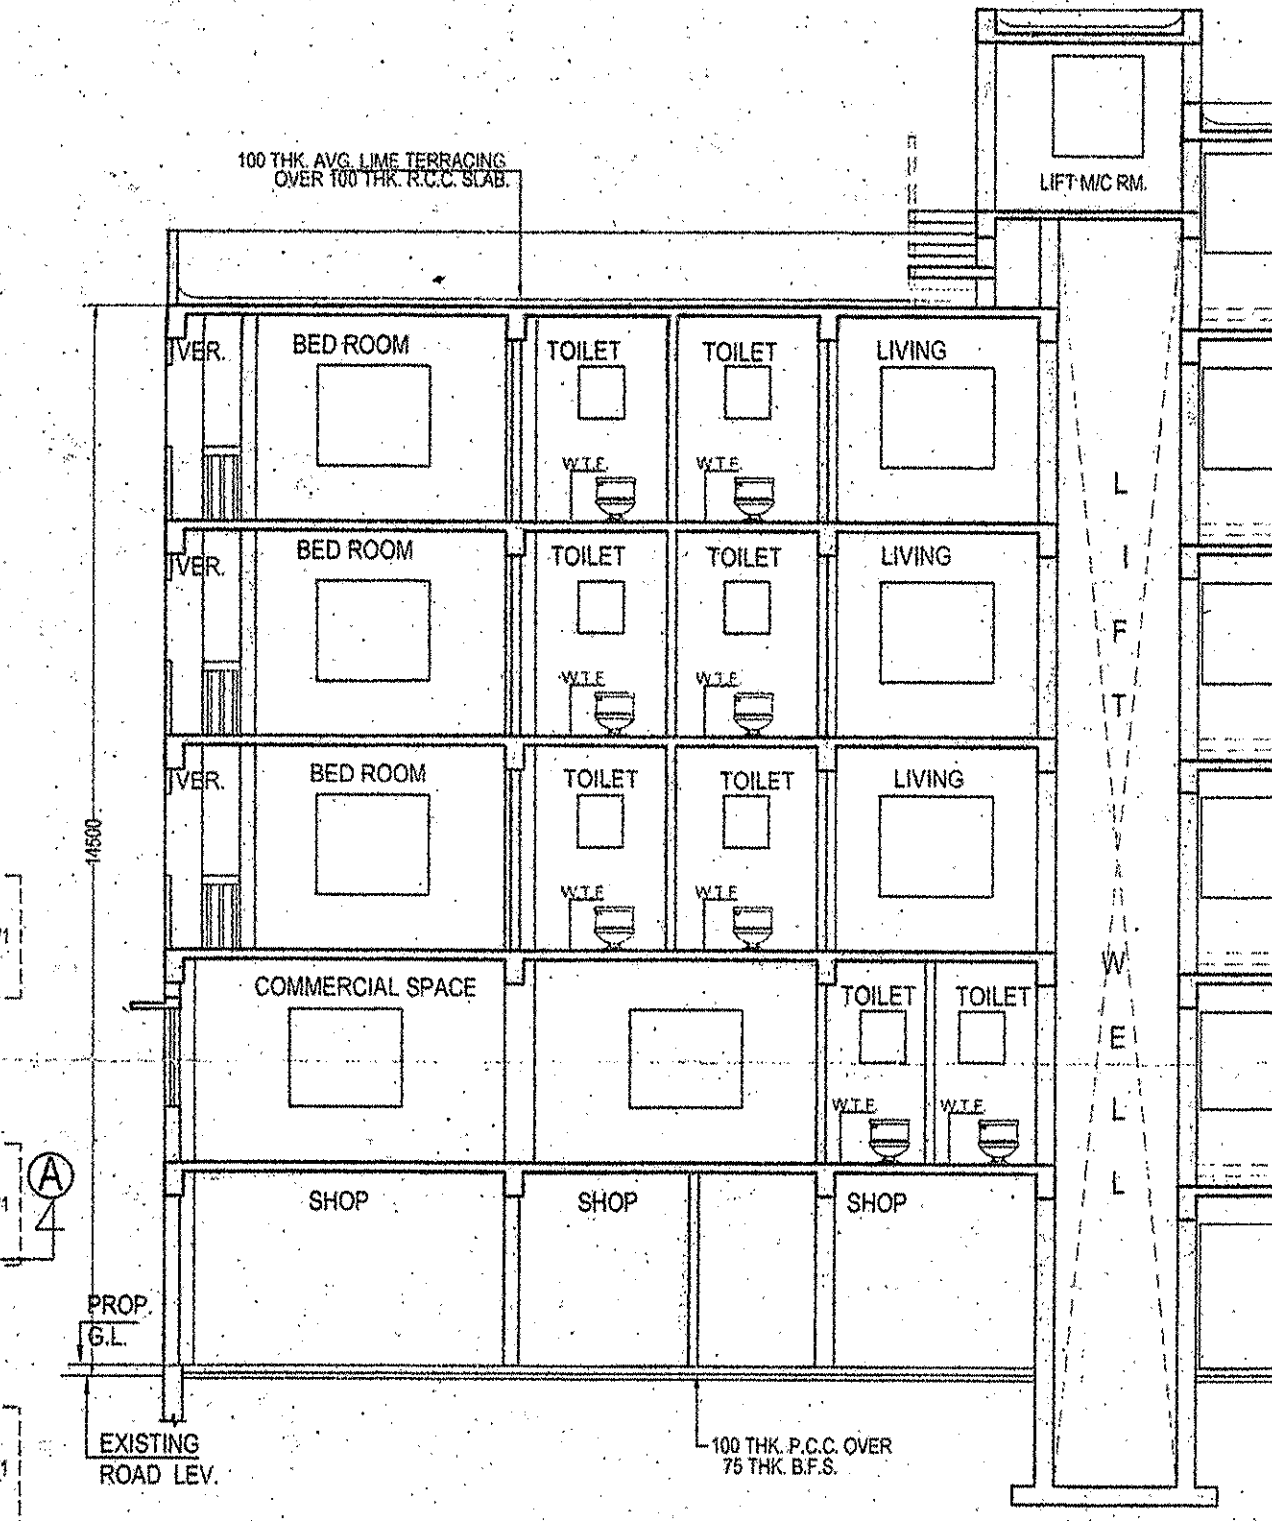 100 THK. AVG. LIME TERRACING
OVER 100 THK. R.C.C. SLAB.
LIFT M/C RM.
VER.
BED ROOM
TOILET
TOILET
LIVING
W.T.F.
W.T.F.
VER.
BED ROOM
TOILET
TOILET
LIVING
W.T.F.
W.T.F.
VER.
BED ROOM
TOILET
TOILET
LIVING
W.T.F.
W.T.F.
14500
LIFT WELL
COMMERCIAL SPACE
TOILET
TOILET
W.T.F.
W.T.F.
A
SHOP
SHOP
SHOP
PROP.
G.L.
EXISTING
ROAD LEV.
100 THK. P.C.C. OVER
75 THK. B.F.S.